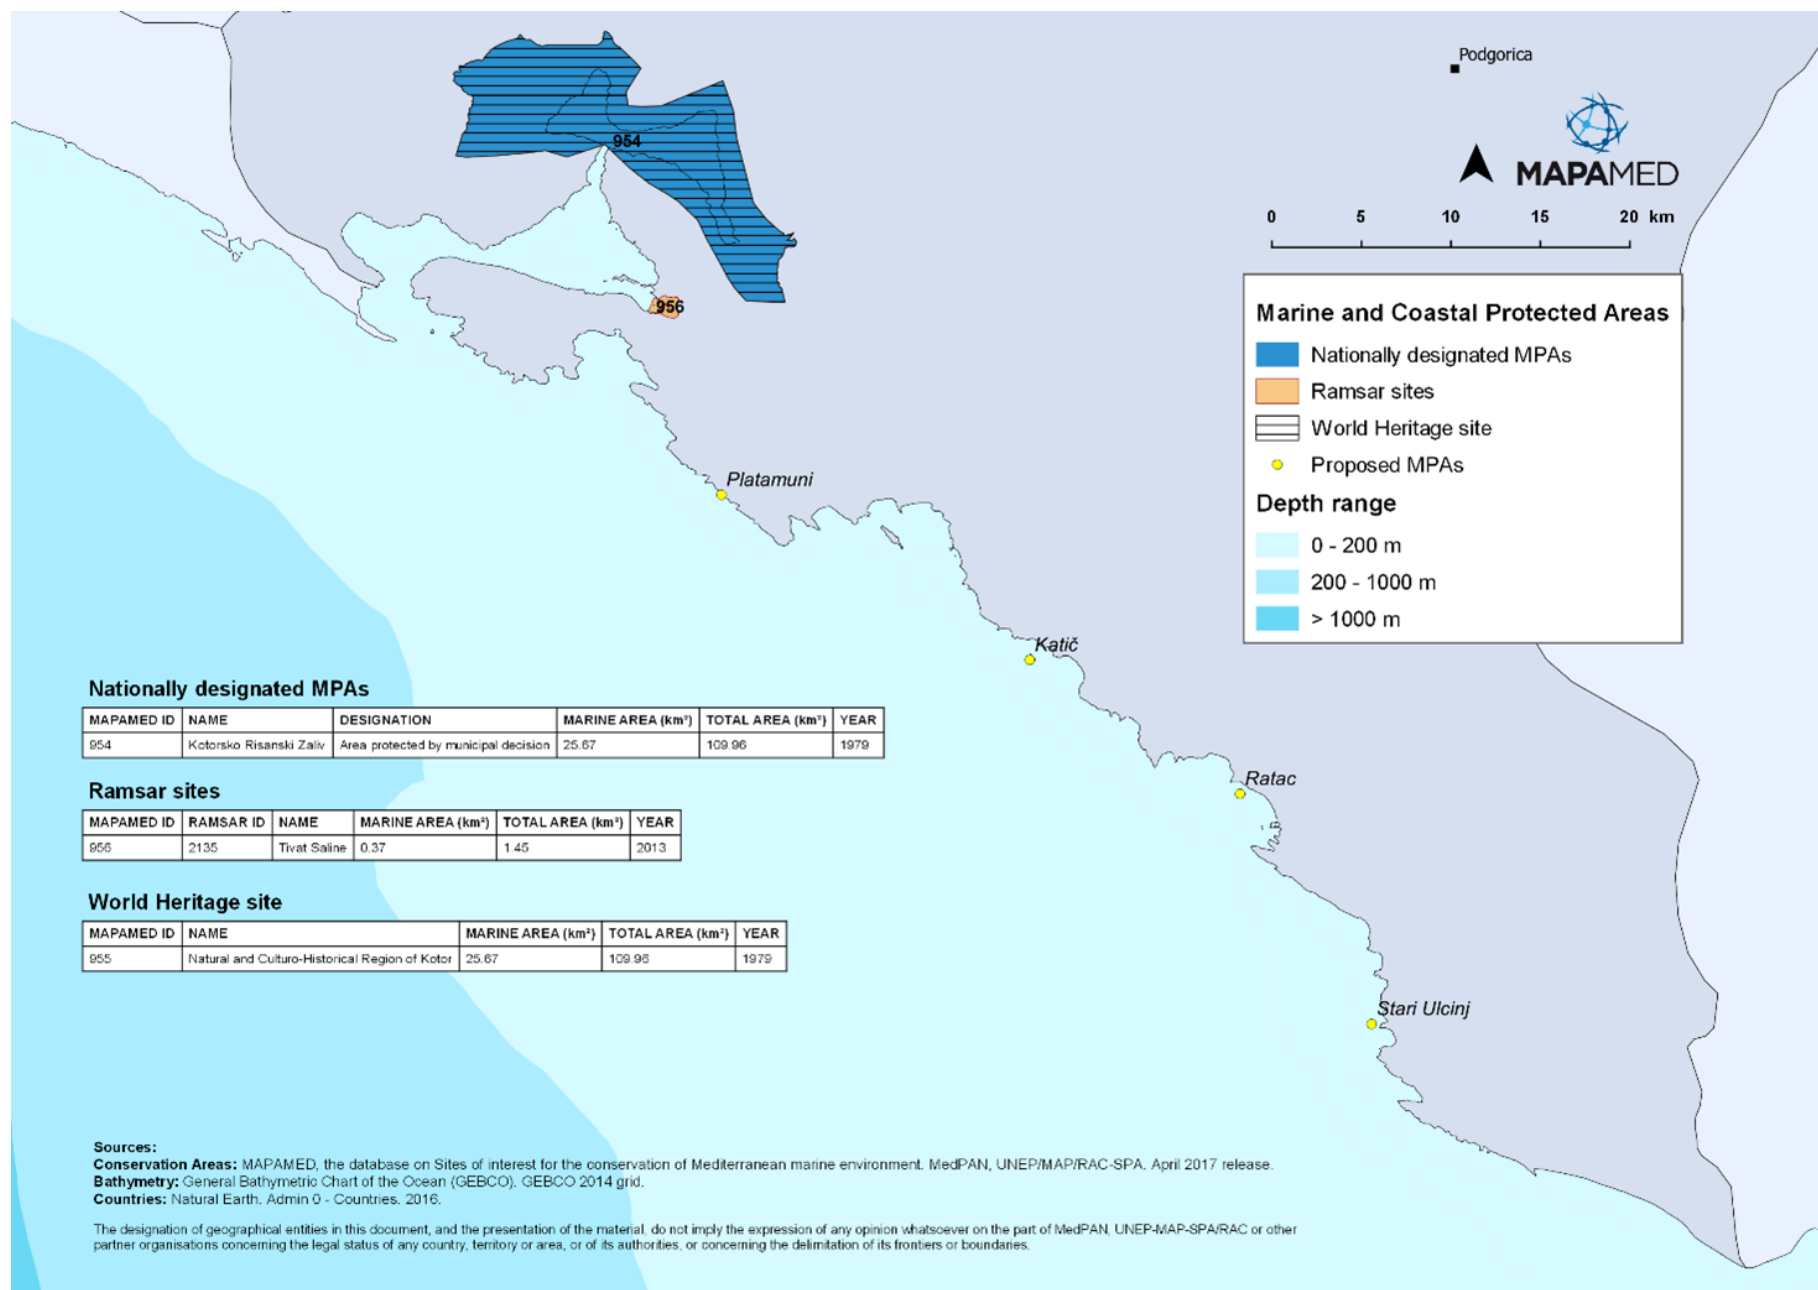 Podgorica
MAPAMED
0 5 10 15 20 km
954
956
Marine and Coastal Protected Areas
Nationally designated MPAs
Ramsar sites
World Heritage site
Proposed MPAs
Depth range
0 - 200 m
200 - 1000 m
> 1000 m
Platamuni
Katič
Ratac
Stari Ulcinj
Nationally designated MPAs
MAPAMED ID NAME DESIGNATION MARINE AREA (km²) TOTAL AREA (km²) YEAR
954 Kotorsko Risanski Zaliv Area protected by municipal decision 25.67 109.96 1979
Ramsar sites
MAPAMED ID RAMSAR ID NAME MARINE AREA (km²) TOTAL AREA (km²) YEAR
956 2135 Tivat Saline 0.37 1.45 2013
World Heritage site
MAPAMED ID NAME MARINE AREA (km²) TOTAL AREA (km²) YEAR
955 Natural and Culturo-Historical Region of Kotor 25.67 109.96 1979
Sources:
Conservation Areas: MAPAMED, the database on Sites of interest for the conservation of Mediterranean marine environment. MedPAN, UNEP/MAP/RAC-SPA. April 2017 release.
Bathymetry: General Bathymetric Chart of the Ocean (GEBCO). GEBCO 2014 grid.
Countries: Natural Earth. Admin 0 - Countries. 2016.
The designation of geographical entities in this document, and the presentation of the material, do not imply the expression of any opinion whatsoever on the part of MedPAN, UNEP-MAP-SPA/RAC or other
partner organisations concerning the legal status of any country, territory or area, or of its authorities, or concerning the delimitation of its frontiers or boundaries.